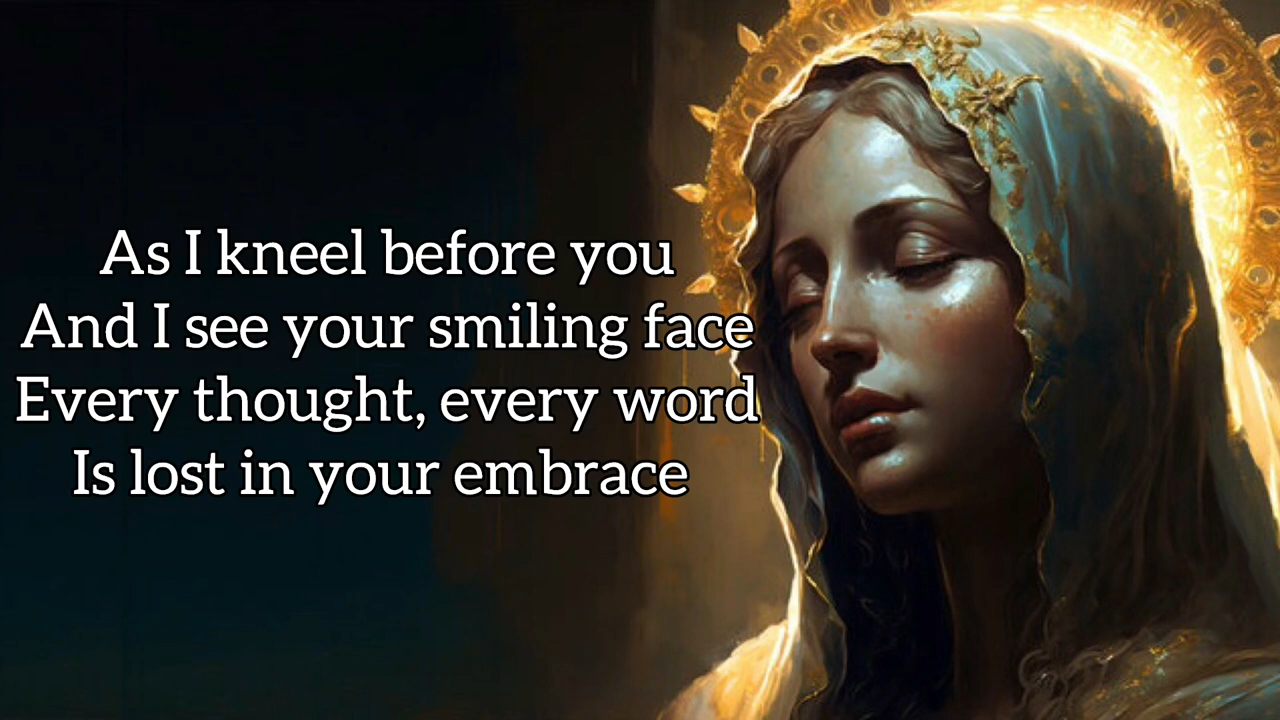 As I kneel before you
And I see your smiling face
Every thought, every word
Is lost in your embrace